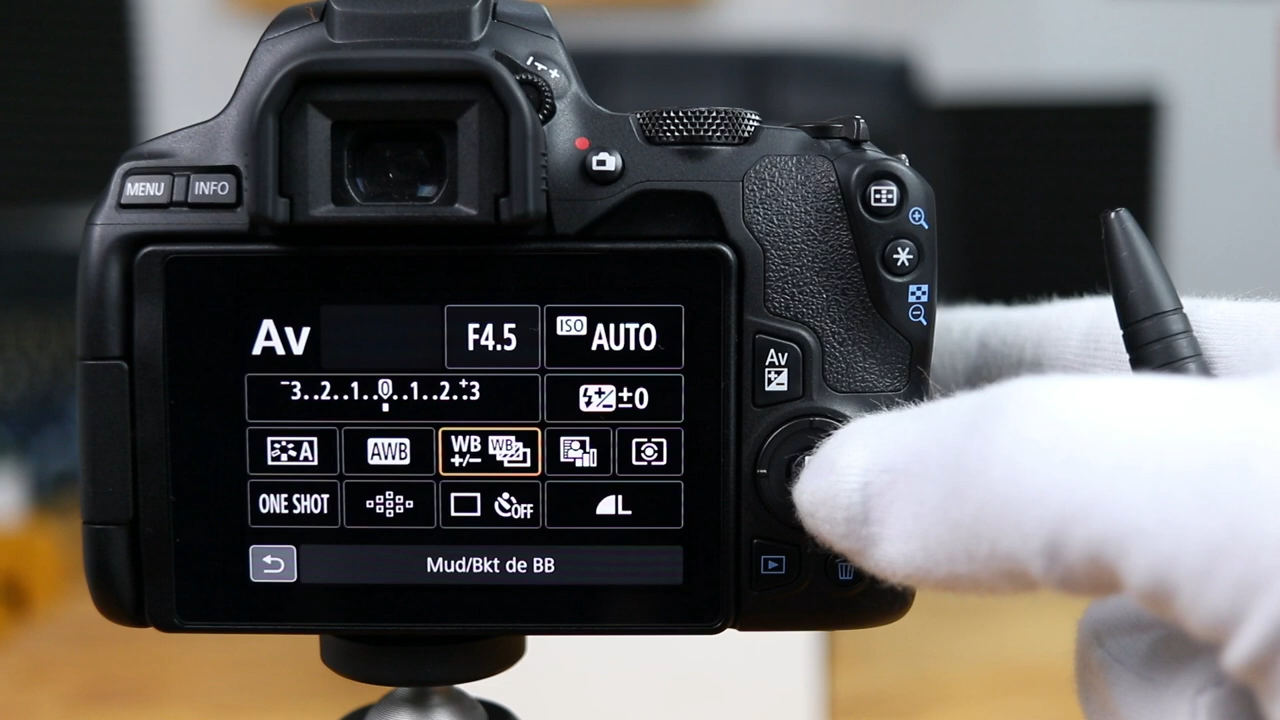 MENU INFO
Av F4.5 ISO AUTO
-3..2..1..0..1..2..+3 ±0
A AWB WB +/- WB
ONE SHOT OFF L
Mud/Bkt de BB
Av